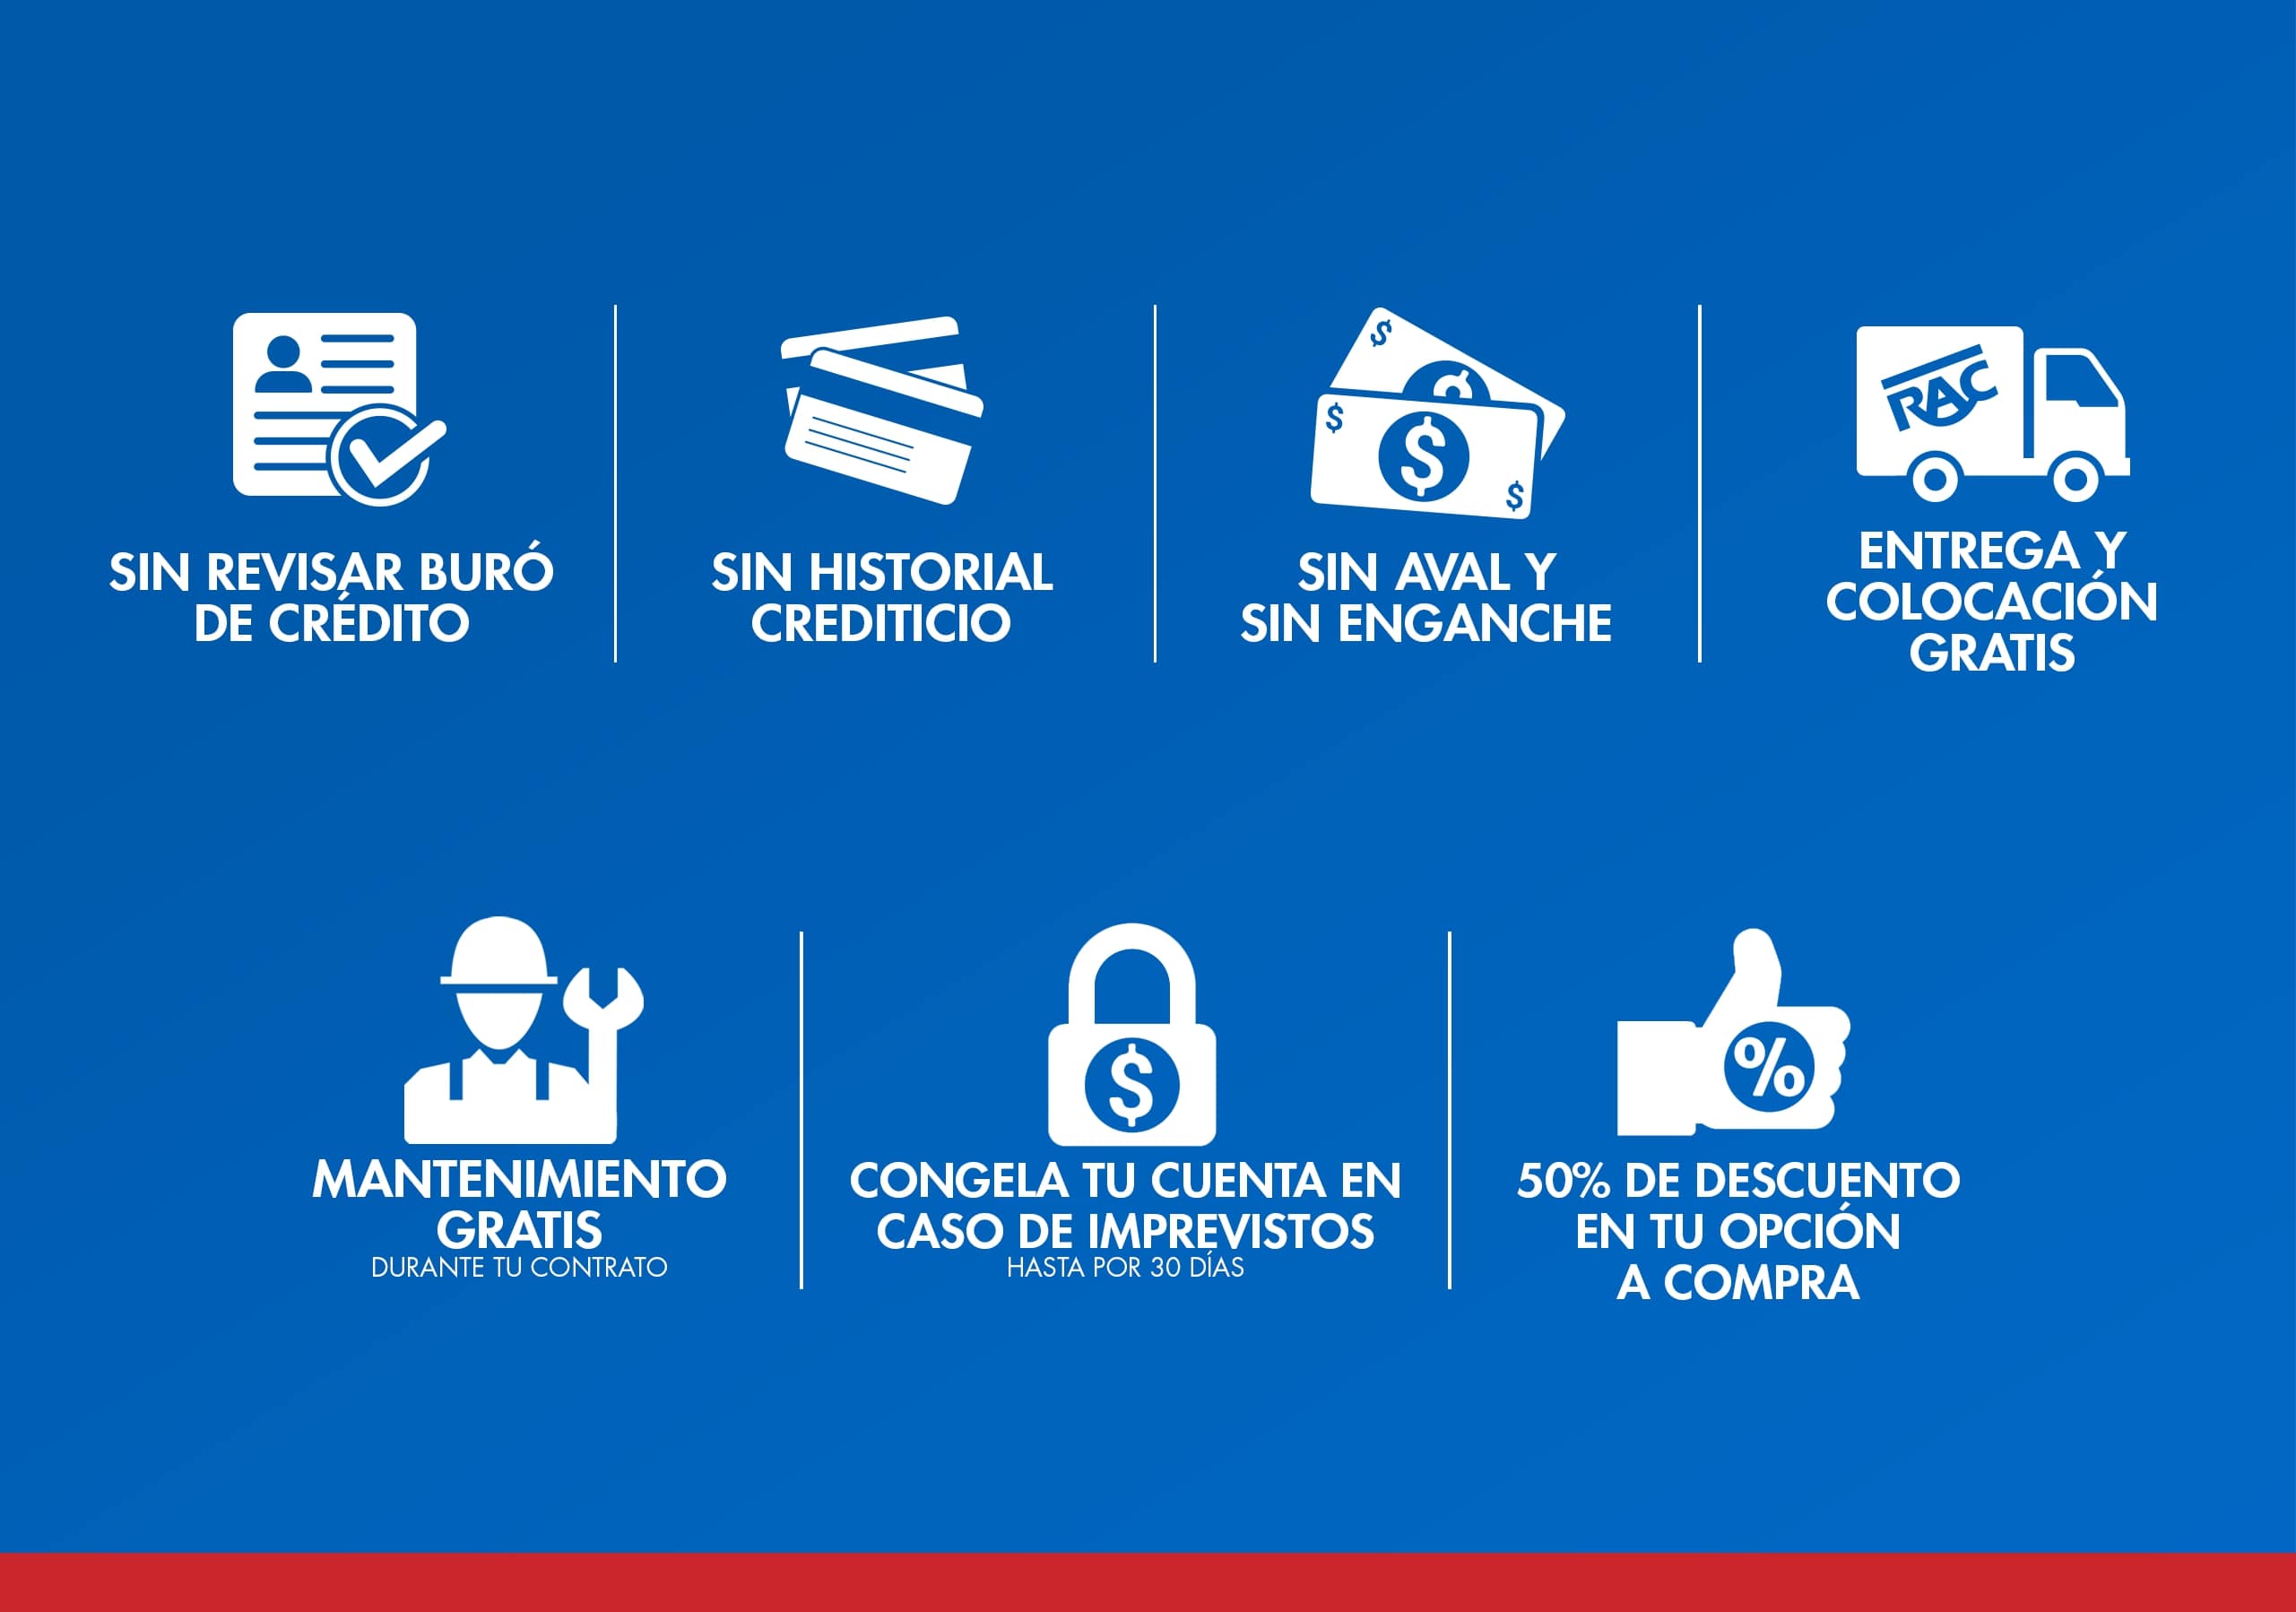 SIN REVISAR BURÓ
DE CRÉDITO
SIN HISTORIAL
CREDITICIO
$
$
$
$
SIN AVAL Y
SIN ENGANCHE
RAC
ENTREGA Y
COLOCACIÓN
GRATIS
MANTENIMIENTO
GRATIS
DURANTE TU CONTRATO
$
CONGELA TU CUENTA EN
CASO DE IMPREVISTOS
HASTA POR 30 DÍAS
%
50% DE DESCUENTO
EN TU OPCIÓN
A COMPRA